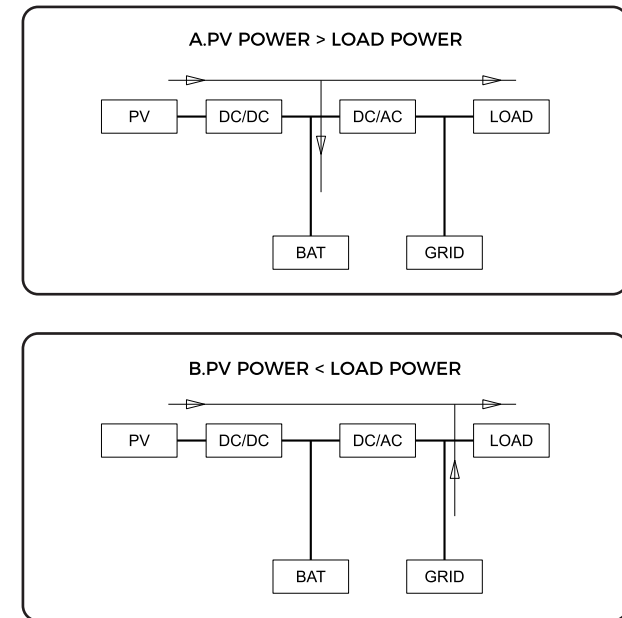 A.PV POWER > LOAD POWER
PV DC/DC DC/AC LOAD
BAT GRID
B.PV POWER < LOAD POWER
PV DC/DC DC/AC LOAD
BAT GRID